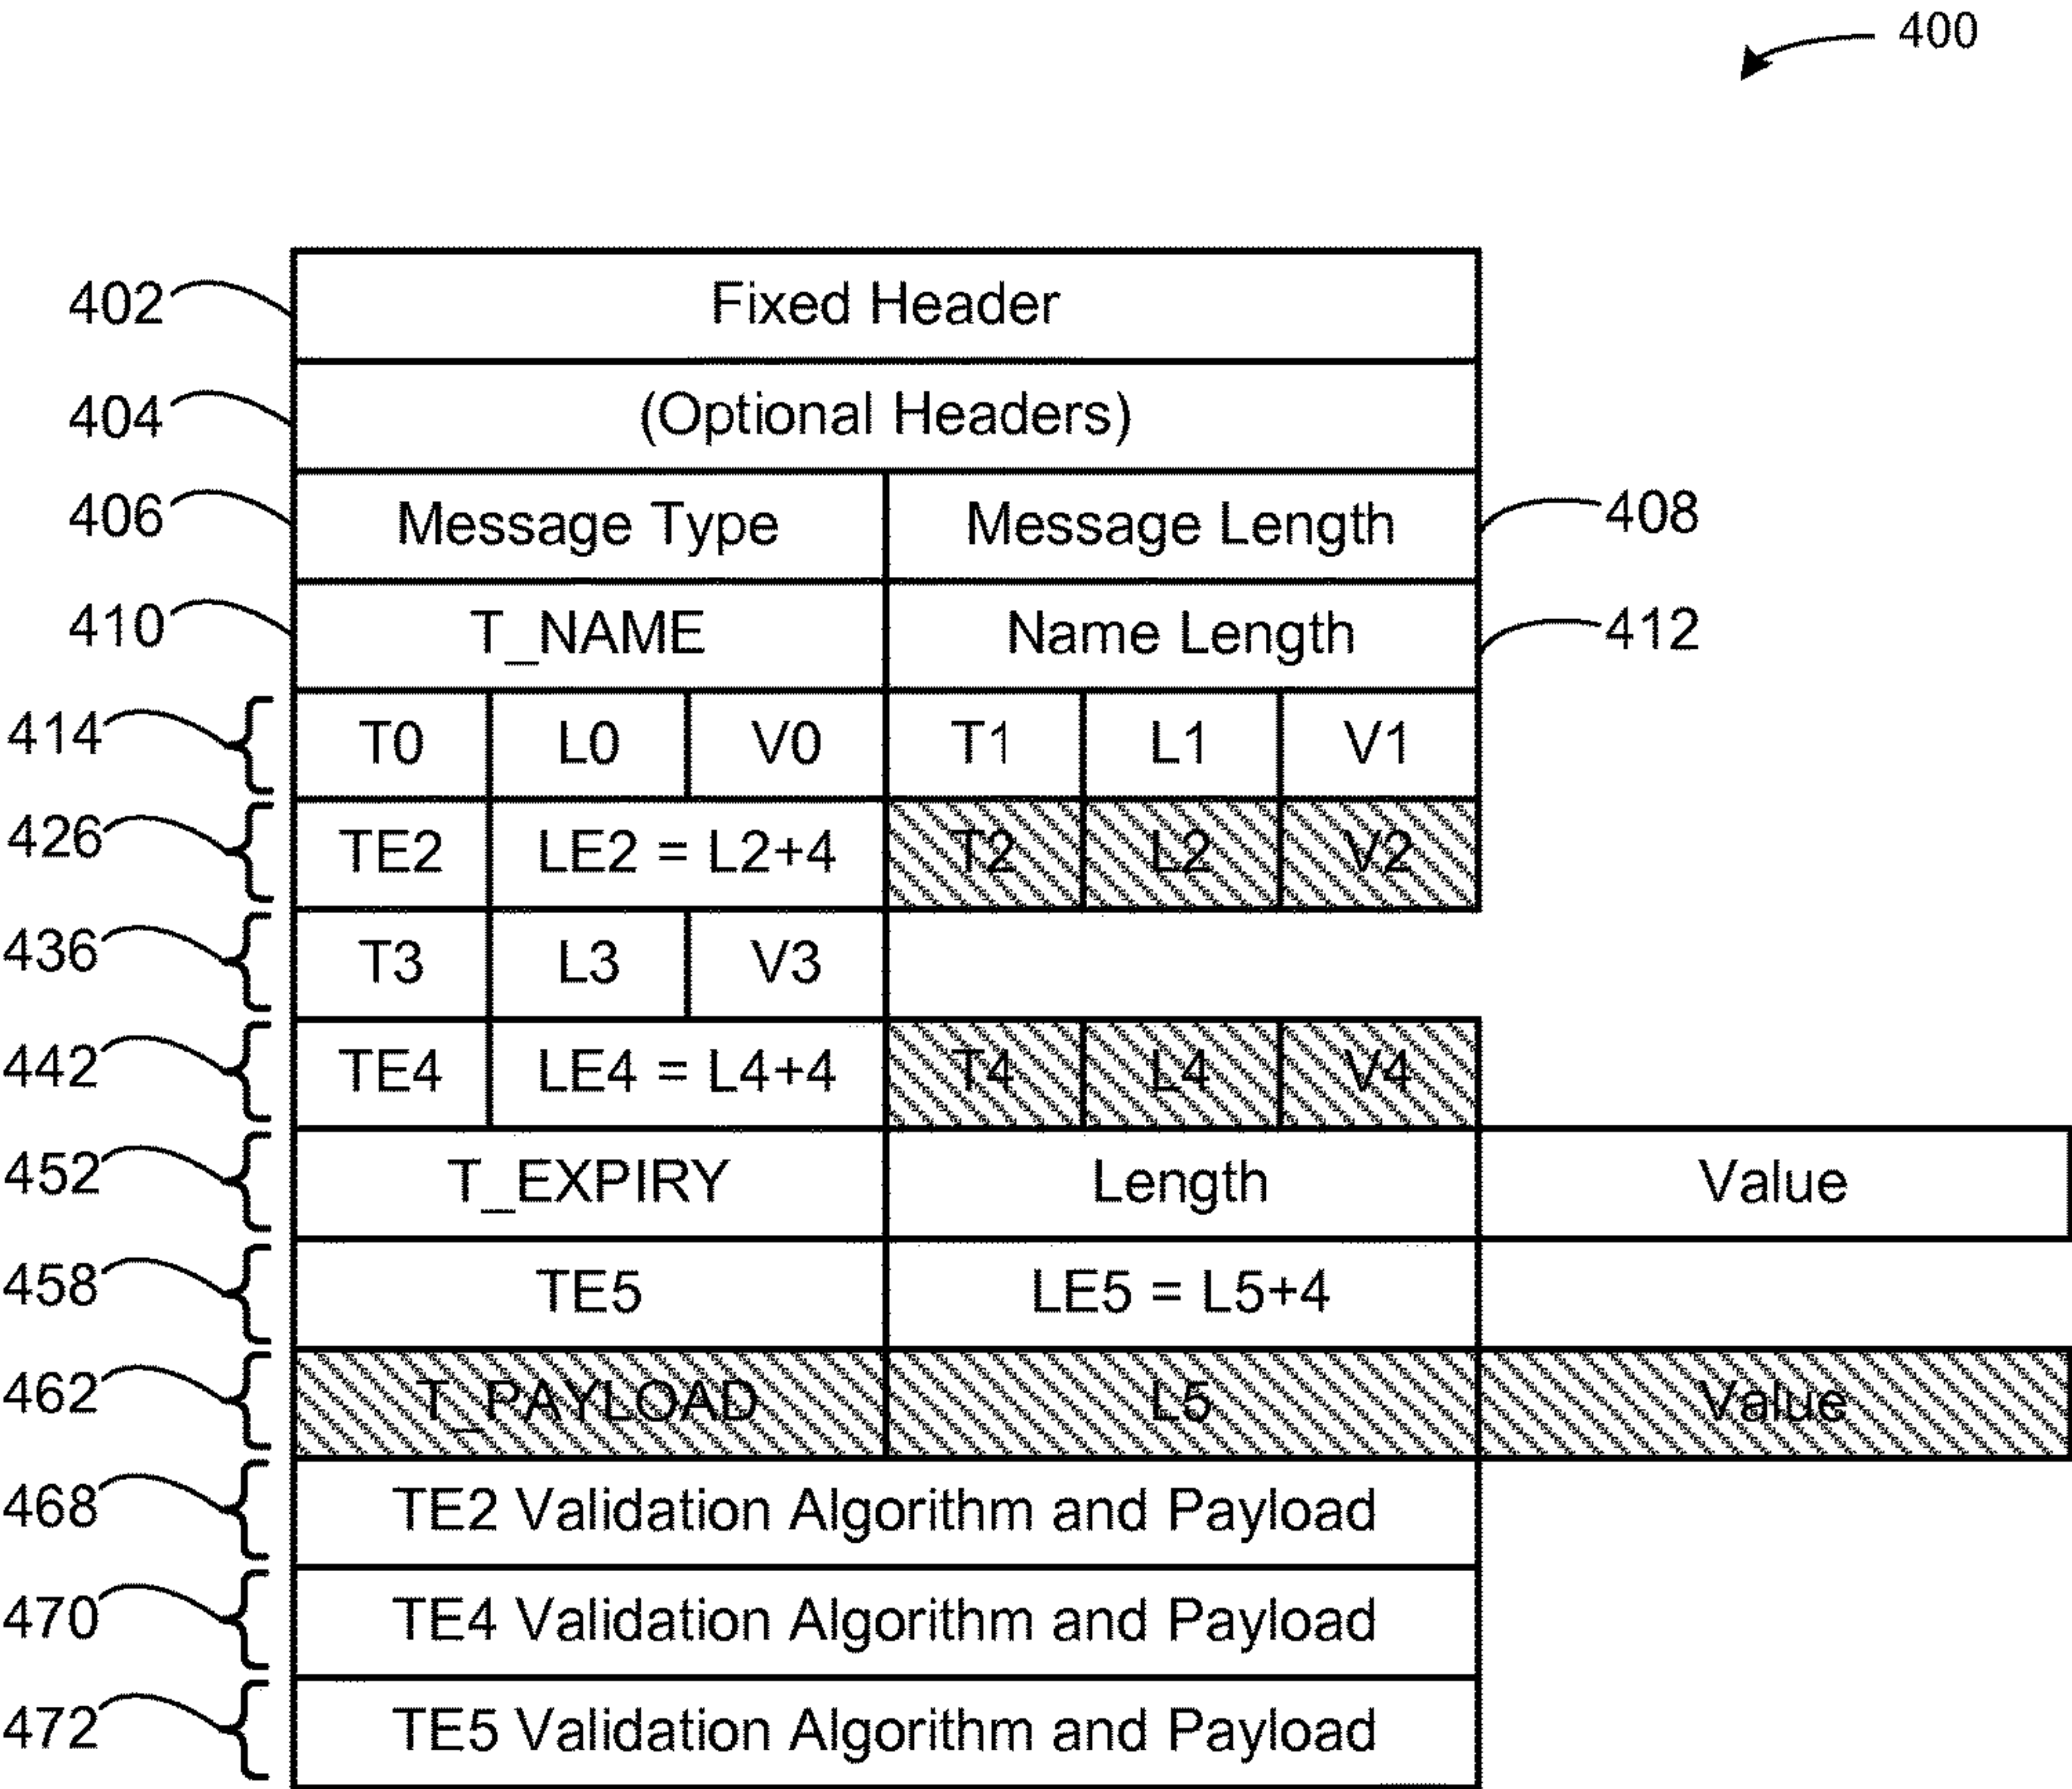 400
402 Fixed Header
404 (Optional Headers)
406 Message Type Message Length 408
410 T_NAME Name Length 412
414 T0 L0 V0 T1 L1 V1
426 TE2 LE2 = L2+4 T2 L2 V2
436 T3 L3 V3
442 TE4 LE4 = L4+4 T4 L4 V4
452 T_EXPIRY Length Value
458 TE5 LE5 = L5+4
462 T_PAYLOAD L5 Value
468 TE2 Validation Algorithm and Payload
470 TE4 Validation Algorithm and Payload
472 TE5 Validation Algorithm and Payload